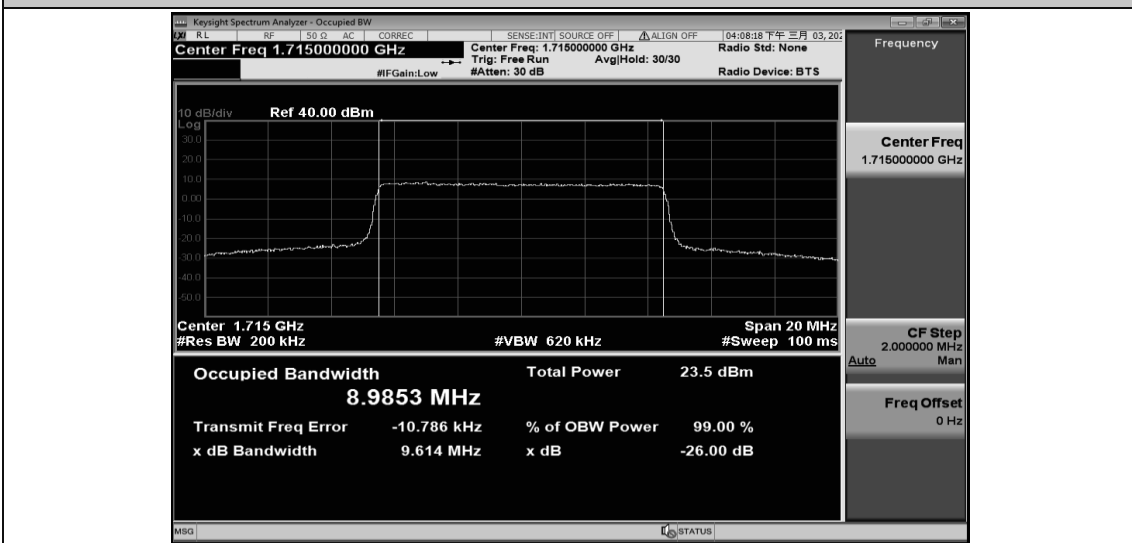 Keysight Spectrum Analyzer - Occupied BW
LXI RL RF 50 Ω AC CORREC SENSE:INT SOURCE OFF ALIGN OFF 04:08:18 下午 三月 03, 202
Center Freq 1.715000000 GHz
Center Freq: 1.715000000 GHz Radio Std: None
Trig: Free Run Avg|Hold: 30/30
#IFGain:Low #Atten: 30 dB Radio Device: BTS
Frequency
10 dB/div Ref 40.00 dBm
Log
30.0
20.0
10.0
0.00
-10.0
-20.0
-30.0
-40.0
-50.0
Center Freq
1.715000000 GHz
Center 1.715 GHz Span 20 MHz
#Res BW 200 kHz #VBW 620 kHz #Sweep 100 ms
CF Step
2.000000 MHz
Auto Man
Freq Offset
0 Hz
Occupied Bandwidth Total Power 23.5 dBm
8.9853 MHz
Transmit Freq Error -10.786 kHz % of OBW Power 99.00 %
x dB Bandwidth 9.614 MHz x dB -26.00 dB
MSG STATUS